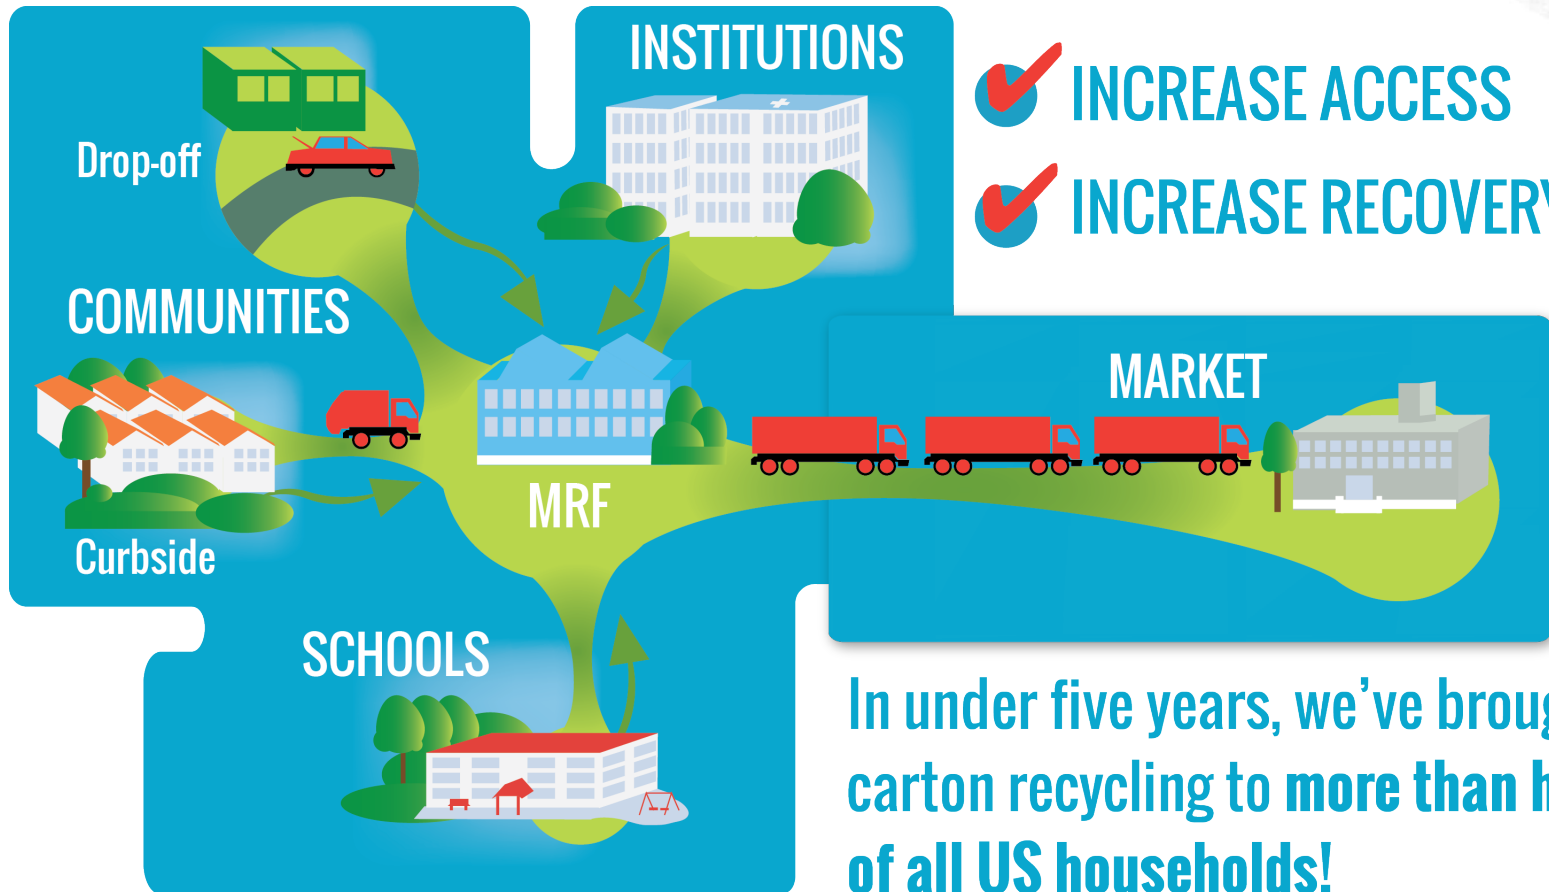 INSTITUTIONS
Drop-off
COMMUNITIES
Curbside
MRF
SCHOOLS
INCREASE ACCESS
INCREASE RECOVERY
MARKET
In under five years, we've
carton recycling to more than
of all US households!